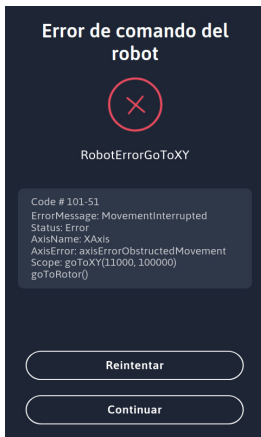 Error de comando del
robot
RobotErrorGoToXY
Code # 101-51
ErrorMessage: MovementInterrupted
Status: Error
AxisName: XAxis
AxisError: axisErrorObstructedMovement
Scope: goToXY(11000, 100000)
goToRotor()
Reintentar
Continuar